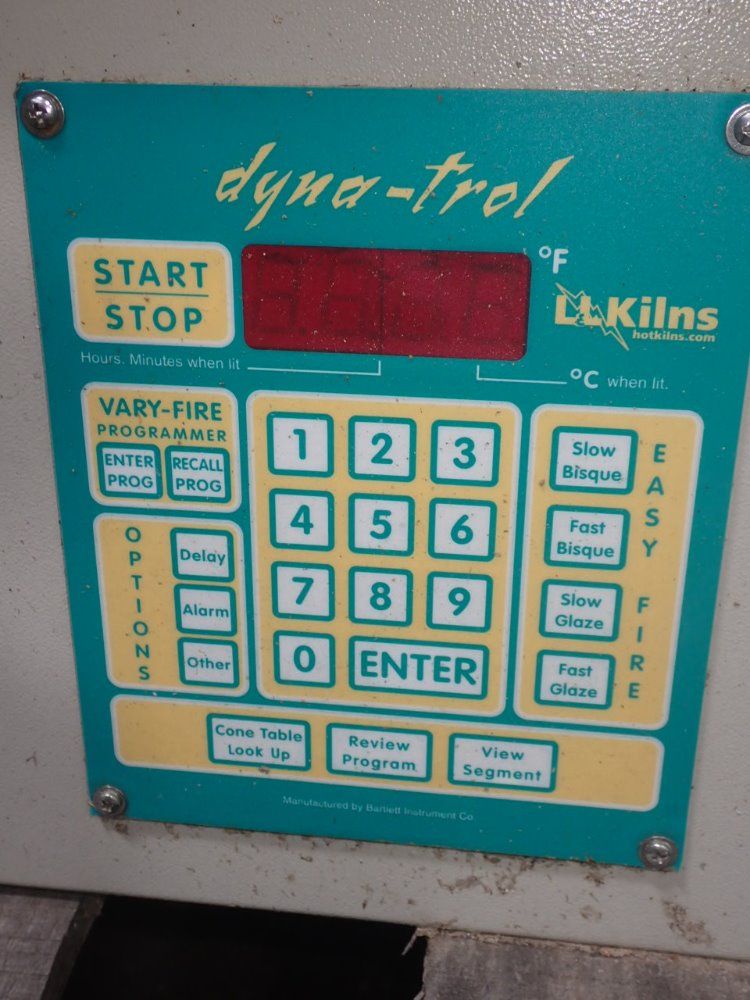 dyna-trol
START
STOP
°F
L&L Kilns
hotkilns.com
Hours. Minutes when lit
°C when lit.
VARY-FIRE
PROGRAMMER
ENTER
PROG
RECALL
PROG
OPTIONS
Delay
Alarm
Other
1 2 3
4 5 6
7 8 9
0 ENTER
Slow
Bisque
Fast
Bisque
Slow
Glaze
Fast
Glaze
EASY FIRE
Cone Table
Look Up
Review
Program
View
Segment
Manufactured by Bartlett Instrument Co.